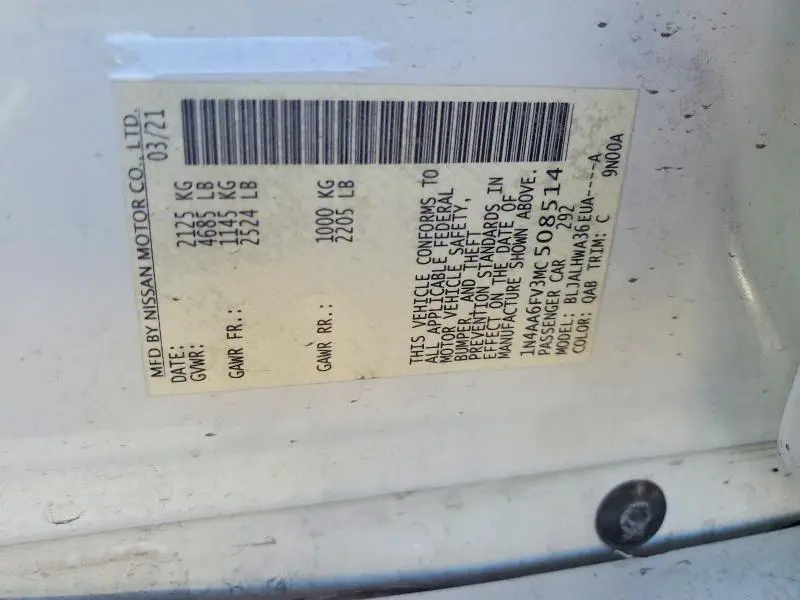 MFD BY NISSAN MOTOR CO., LTD.
DATE: 03/21
GVWR: 2125 KG
4685 LB
GAWR FR.: 1145 KG
2524 LB
GAWR RR.: 1000 KG
2205 LB
THIS VEHICLE CONFORMS TO
ALL APPLICABLE FEDERAL
MOTOR VEHICLE SAFETY,
BUMPER, AND THEFT
PREVENTION STANDARDS IN
EFFECT ON THE DATE OF
MANUFACTURE SHOWN ABOVE.
1N4AA6FV3MC508514
PASSENGER CAR 292
MODEL: BLJALHWA36EUA----A
COLOR: QAB TRIM: C 9N00A